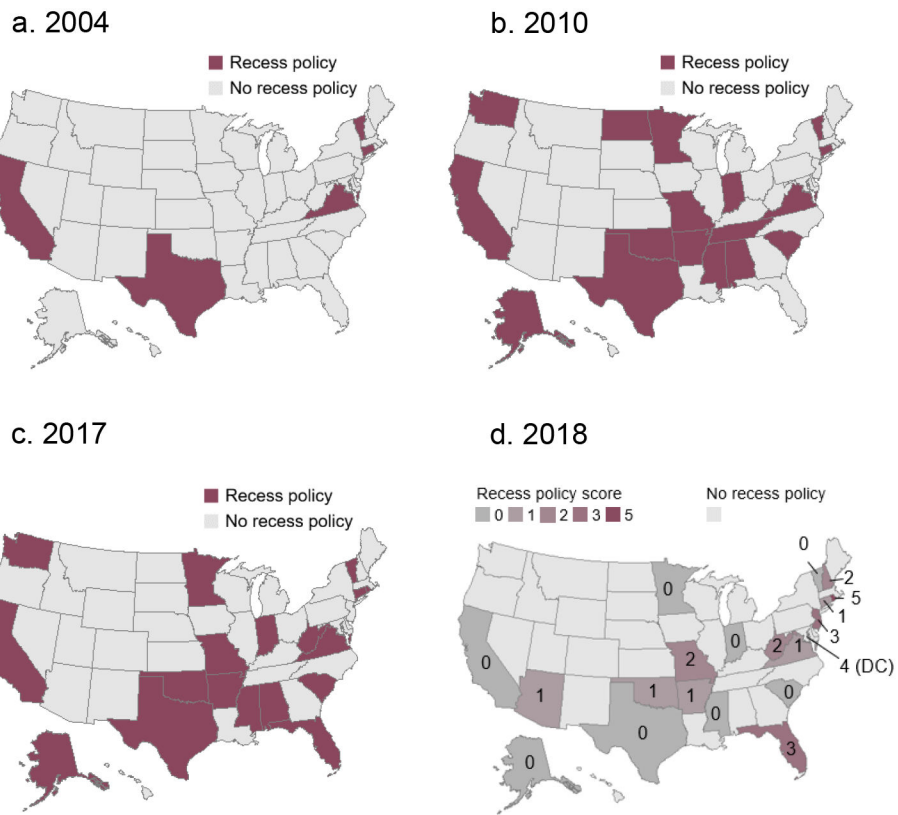 a. 2004
Recess policy
No recess policy
b. 2010
Recess policy
No recess policy
c. 2017
Recess policy
No recess policy
d. 2018
Recess policy score
0 1 2 3 5
No recess policy
0
2
5
1
3
4 (DC)
0
0
0
2
2
1
1
1
1
0
0
0
0
3